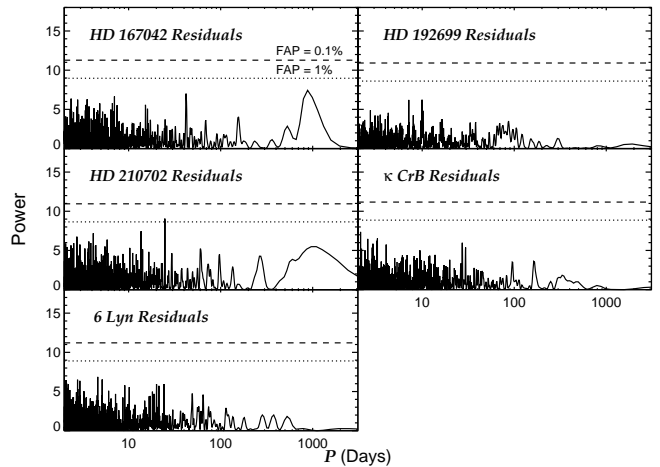 HD 167042 Residuals
HD 192699 Residuals
15
FAP = 0.1%
10
FAP = 1%
5
0
HD 210702 Residuals
κ CrB Residuals
15
10
5
0
Power
10
100
1000
6 Lyn Residuals
15
10
5
0
10
100
1000
P (Days)